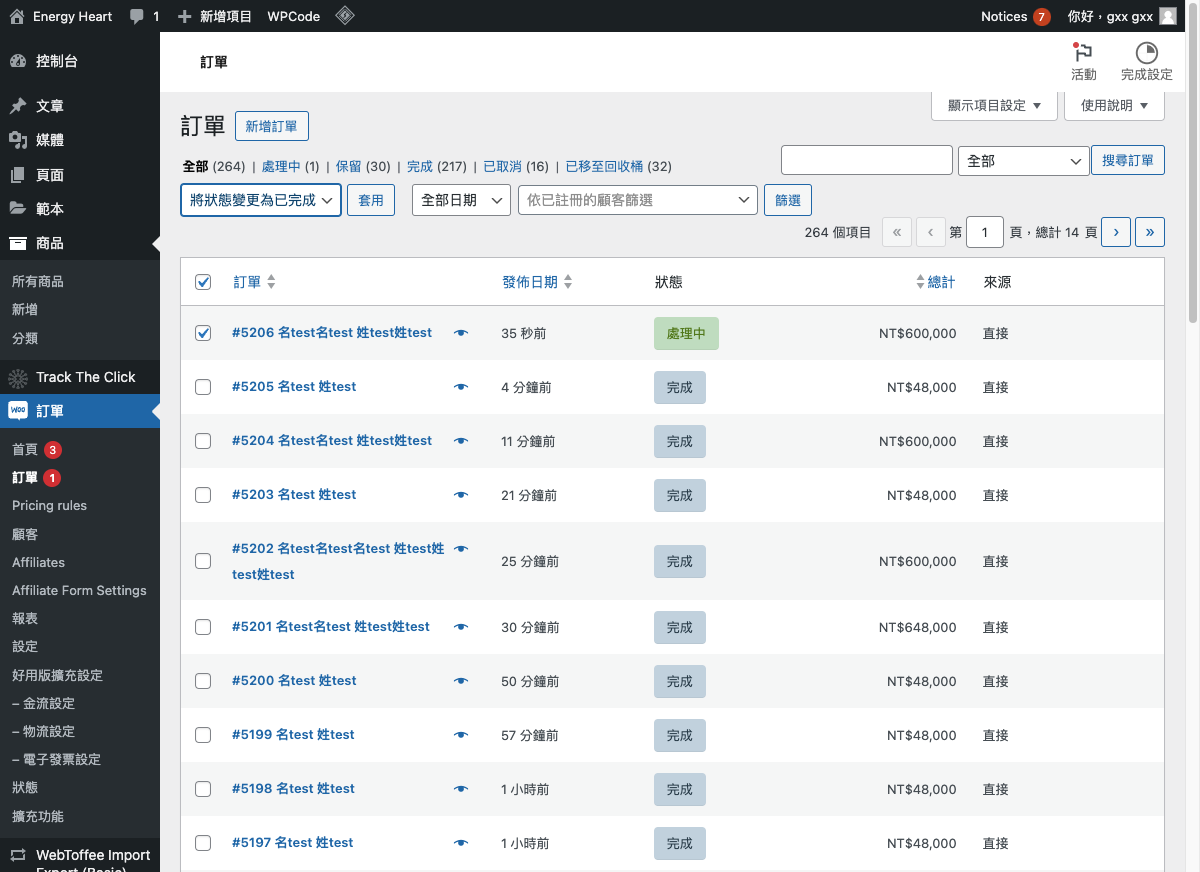 Energy Heart 1 新增項目 WPCode Notices 7 你好，gxx gxx
控制台
文章
媒體
頁面
範本
商品
所有商品
新增
分類
Track The Click
訂單
首頁 3
訂單 1
Pricing rules
顧客
Affiliates
Affiliate Form Settings
報表
設定
好用版擴充設定
– 金流設定
– 物流設定
– 電子發票設定
狀態
擴充功能
WebToffee Import
Export (Basic)
訂單
活動 完成設定
顯示項目設定 ▼ 使用說明 ▼
訂單 新增訂單
全部 (264) | 處理中 (1) | 保留 (30) | 完成 (217) | 已取消 (16) | 已移至回收桶 (32)
全部 搜尋訂單
將狀態變更為已完成 套用 全部日期 依已註冊的顧客篩選 篩選
264 個項目 « ‹ 第 1 頁，總計 14 頁 › »
訂單 發佈日期 狀態 總計 來源
#5206 名test名test 姓test姓test 35 秒前 處理中 NT$600,000 直接
#5205 名test 姓test 4 分鐘前 完成 NT$48,000 直接
#5204 名test名test 姓test姓test 11 分鐘前 完成 NT$600,000 直接
#5203 名test 姓test 21 分鐘前 完成 NT$48,000 直接
#5202 名test名test名test 姓test姓
test姓test 25 分鐘前 完成 NT$600,000 直接
#5201 名test名test 姓test姓test 30 分鐘前 完成 NT$648,000 直接
#5200 名test 姓test 50 分鐘前 完成 NT$48,000 直接
#5199 名test 姓test 57 分鐘前 完成 NT$48,000 直接
#5198 名test 姓test 1 小時前 完成 NT$48,000 直接
#5197 名test 姓test 1 小時前 完成 NT$48,000 直接